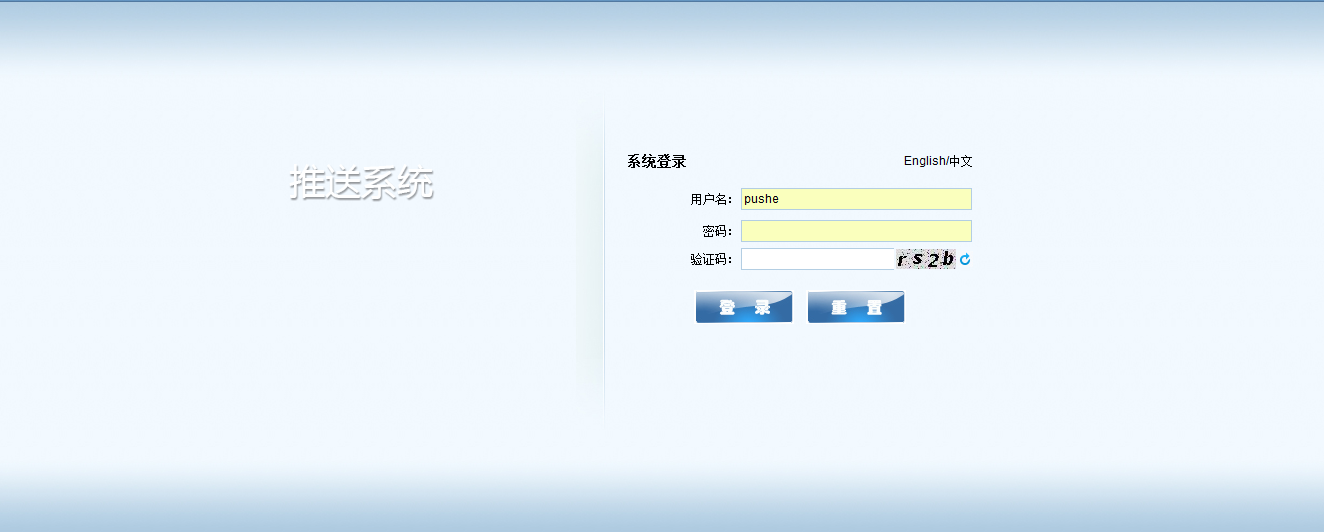 推送系统
系统登录 English/中文
用户名： pushe
密码：
验证码： rs2b
登 录 重 置